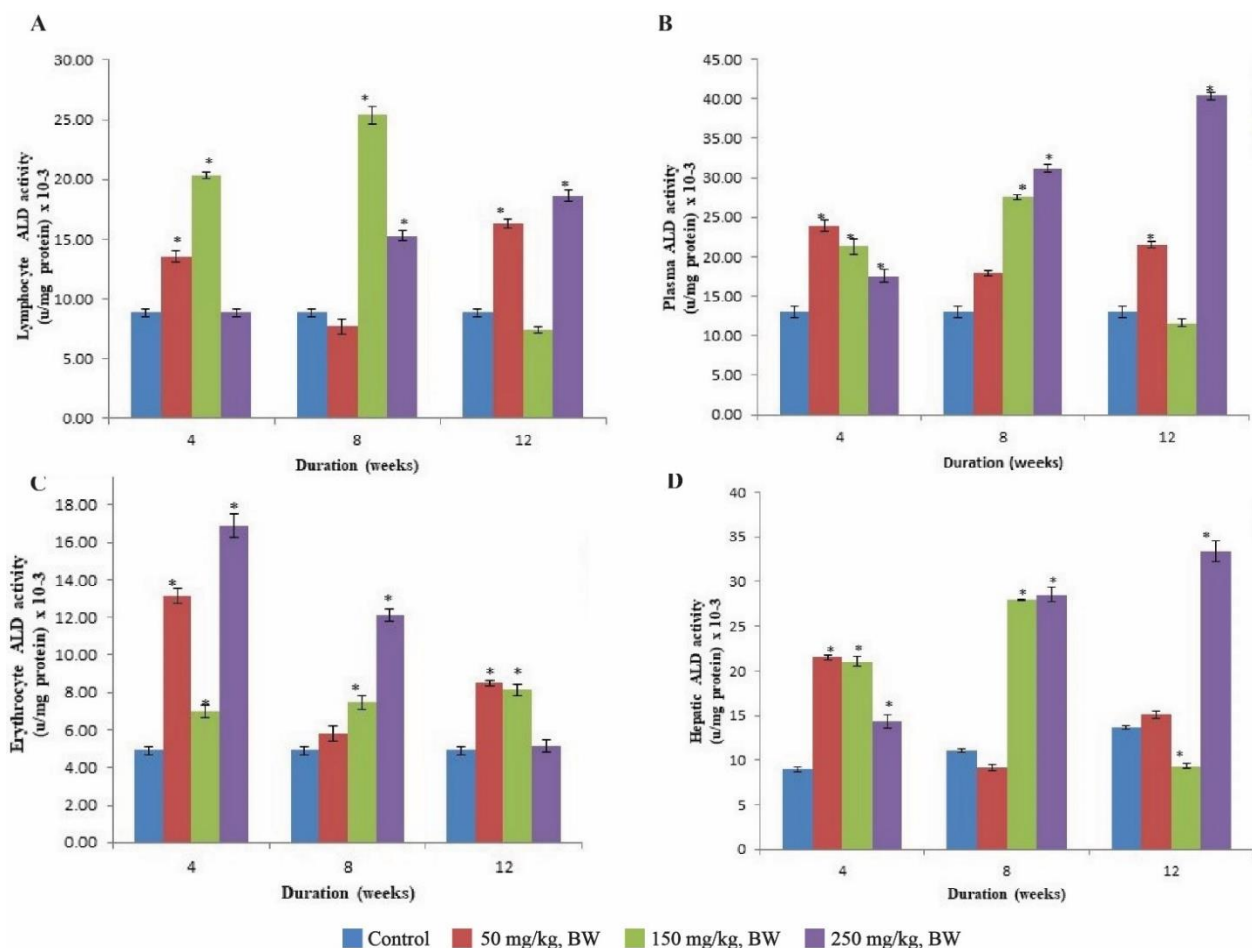 A
30.00
25.00
20.00
15.00
10.00
5.00
0.00
Lymphocyte ALD activity
(u/mg protein) x 10-3
* * * * * *
4 8 12
Duration (weeks)
B
45.00
40.00
35.00
30.00
25.00
20.00
15.00
10.00
5.00
0.00
Plasma ALD activity
(u/mg protein) x 10-3
* * * * * * *
4 8 12
Duration (weeks)
C
18.00
16.00
14.00
12.00
10.00
8.00
6.00
4.00
2.00
0.00
Erythrocyte ALD activity
(u/mg protein) x 10-3
* * * * * * *
4 8 12
Duration (weeks)
D
40
35
30
25
20
15
10
5
0
Hepatic ALD activity
(u/mg protein) x 10-3
* * * * * * *
4 8 12
Duration (weeks)
Control 50 mg/kg, BW 150 mg/kg, BW 250 mg/kg, BW